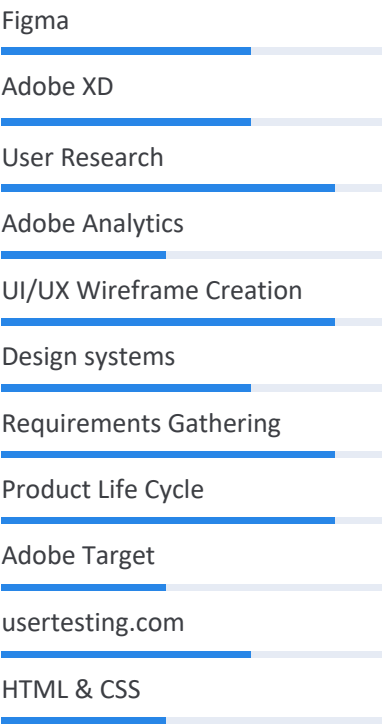 Figma
Adobe XD
User Research
Adobe Analytics
UI/UX Wireframe Creation
Design systems
Requirements Gathering
Product Life Cycle
Adobe Target
usertesting.com
HTML & CSS